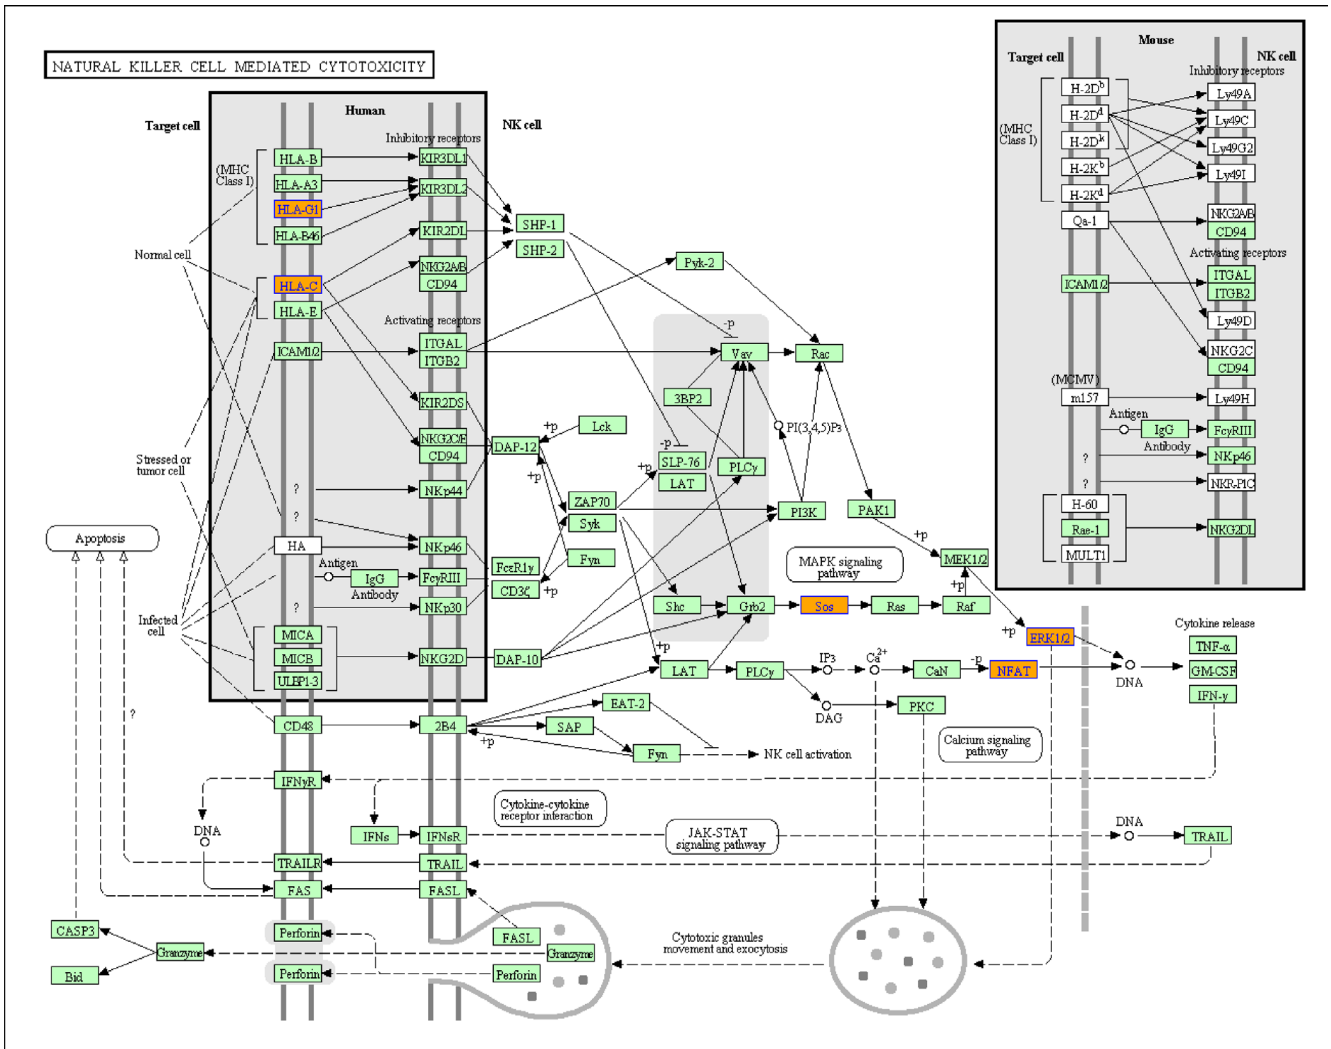 NATURAL KILLER CELL MEDIATED CYTOTOXICITY
Target cell
Human
NK cell
Inhibitory receptors
(MHC
Class I)
HLA-B
KIR3DL1
HLA-A3
KIR3DL2
HLA-G1
HLA-B46
KIR2DL
SHP-1
SHP-2
Normal cell
NKG2A/B
CD94
HLA-C
HLA-E
Pyk-2
Activating receptors
ITGAL
ITGB2
ICAM1/2
-p
Vav
Rac
3BP2
KIR2DS
PI(3,4,5)P3
Lck
+p
NKG2C/E
CD94
DAP-12
-p
SLP-76
LAT
PLCγ
+p
+p
Stressed or
tumor cell
?
NKp44
ZAP70
Syk
PI3K
PAK1
?
HA
NKp46
Fyn
+p
MEK1/2
Apoptosis
Antigen
IgG
Antibody
FcγRIII
FcεR1γ
CD3ζ
+p
MAPK signaling
pathway
+p
?
NKp30
Shc
Grb2
Sos
Ras
Raf
Infected
cell
MICA
MICB
ULBP1-3
NKG2D
DAP-10
+p
+p
ERK1/2
LAT
PLCγ
IP3
Ca2+
CaN
-p
NFAT
DNA
Cytokine release
TNF-α
GM-CSF
IFN-γ
DAG
PKC
?
CD48
2B4
+p
EAT-2
SAP
Fyn
NK cell activation
Calcium signaling
pathway
IFNγR
DNA
Cytokine-cytokine
receptor interaction
IFNs
IFNsR
JAK-STAT
signaling pathway
DNA
TRAIL
TRAILR
TRAIL
FAS
FASL
CASP3
Granzyme
Bid
Perforin
Perforin
FASL
Granzyme
Perforin
Cytotoxic granules
movement and exocytosis
Mouse
Target cell
NK cell
Inhibitory receptors
(MHC
Class I)
H-2Db
H-2Dd
H-2Dk
H-2Kb
H-2Kd
Ly49A
Ly49C
Ly49G2
Ly49I
Qa-1
NKG2A/B
CD94
Activating receptors
ICAM1/2
ITGAL
ITGB2
Ly49D
NKG2C
CD94
(MCMV)
m157
Ly49H
Antigen
IgG
Antibody
FcγRIII
?
NKp46
?
NKR-P1C
H-60
Rae-1
MULT1
NKG2DL